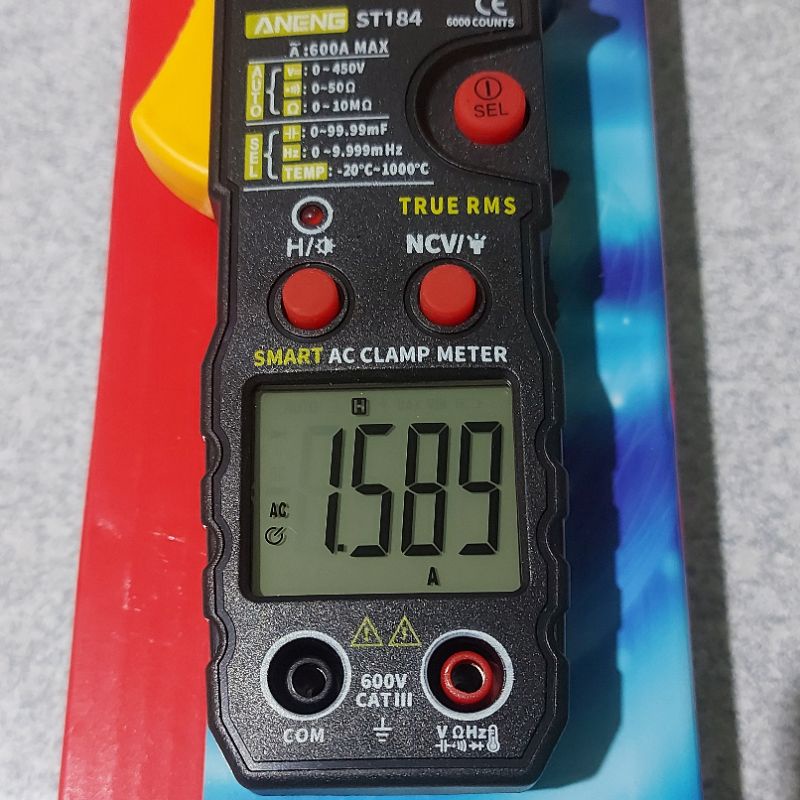 ANENG ST184
CE
6000 COUNTS
A:600A MAX
AUTO
V: 0~450V
: 0~50Ω
Ω: 0~10MΩ
SEL
: 0~99.99mF
Hz: 0~9.999mHz
TEMP: -20°C~1000°C
SEL
TRUE RMS
H/
NCV/
SMART AC CLAMP METER
H
AC
1.589
A
600V
CAT III
COM
V Ω Hz